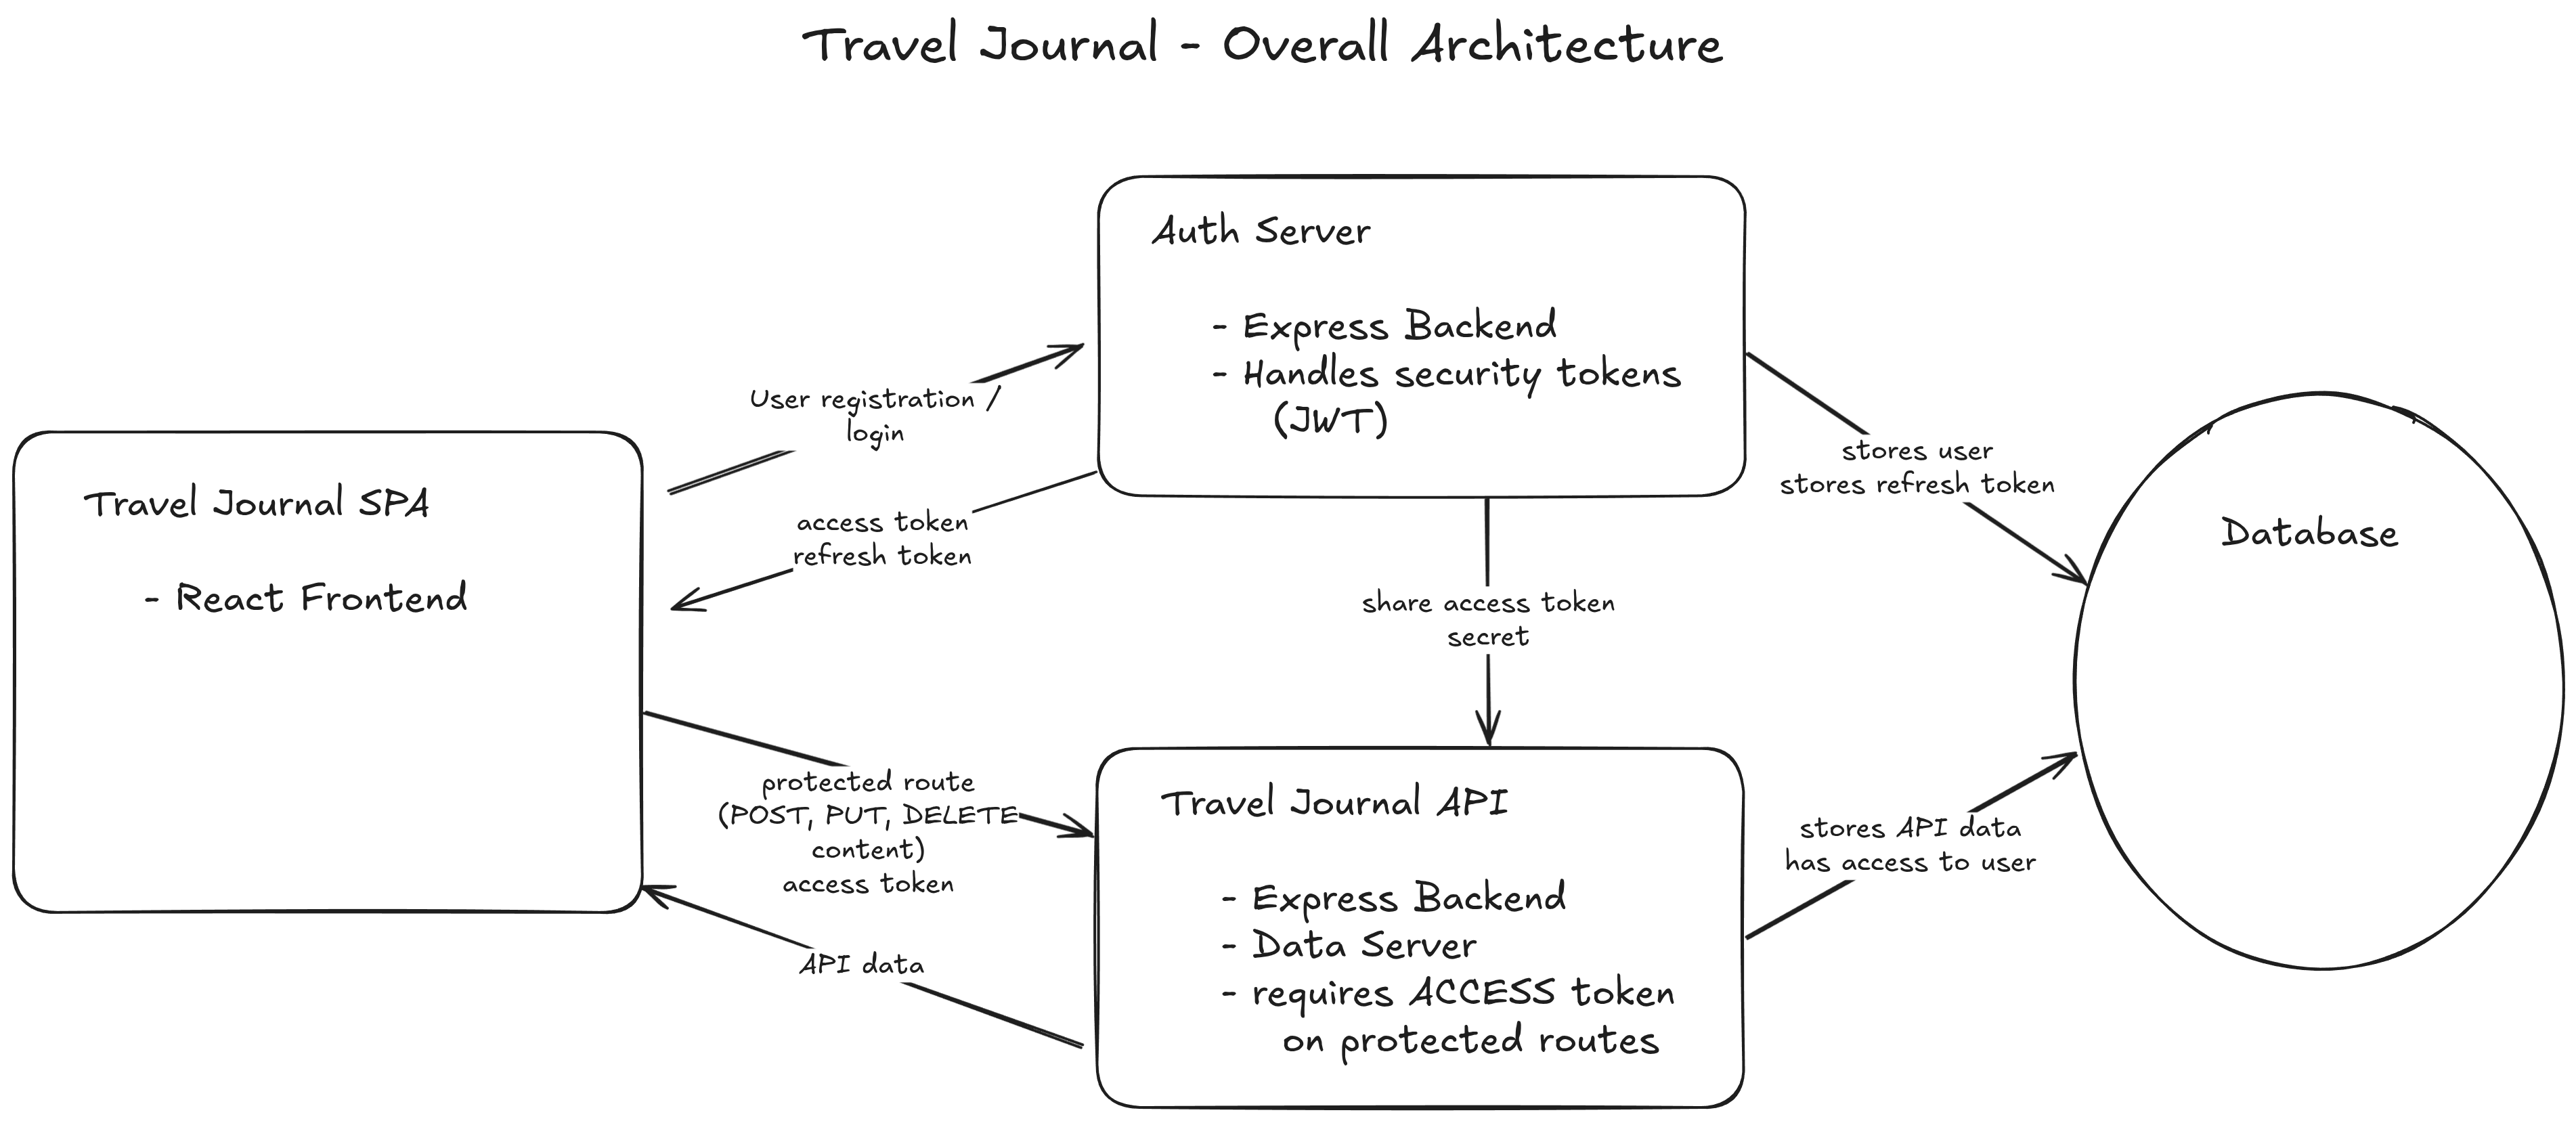 Travel Journal - Overall Architecture
Auth Server
- Express Backend
- Handles security tokens
(JWT)
User registration /
login
access token
refresh token
Travel Journal SPA
- React Frontend
stores user
stores refresh token
Database
share access token
secret
protected route
(POST, PUT, DELETE
content)
access token
API data
Travel Journal API
- Express Backend
- Data Server
- requires ACCESS token
on protected routes
stores API data
has access to user